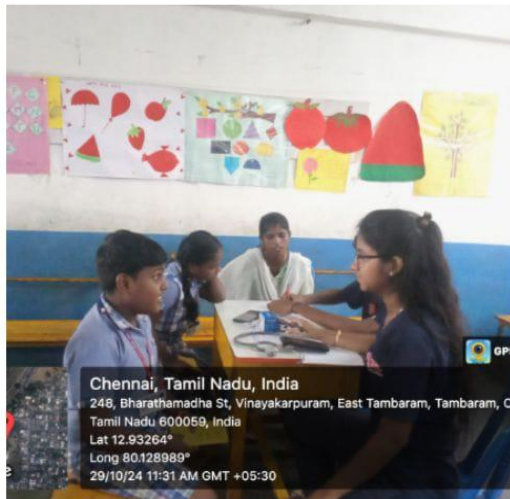 GPS
Chennai, Tamil Nadu, India
248, Bharathamadha St, Vinayakarpuram, East Tambaram, Tambaram, C
Tamil Nadu 600059, India
Lat 12.93264°
Long 80.128989°
29/10/24 11:31 AM GMT +05:30